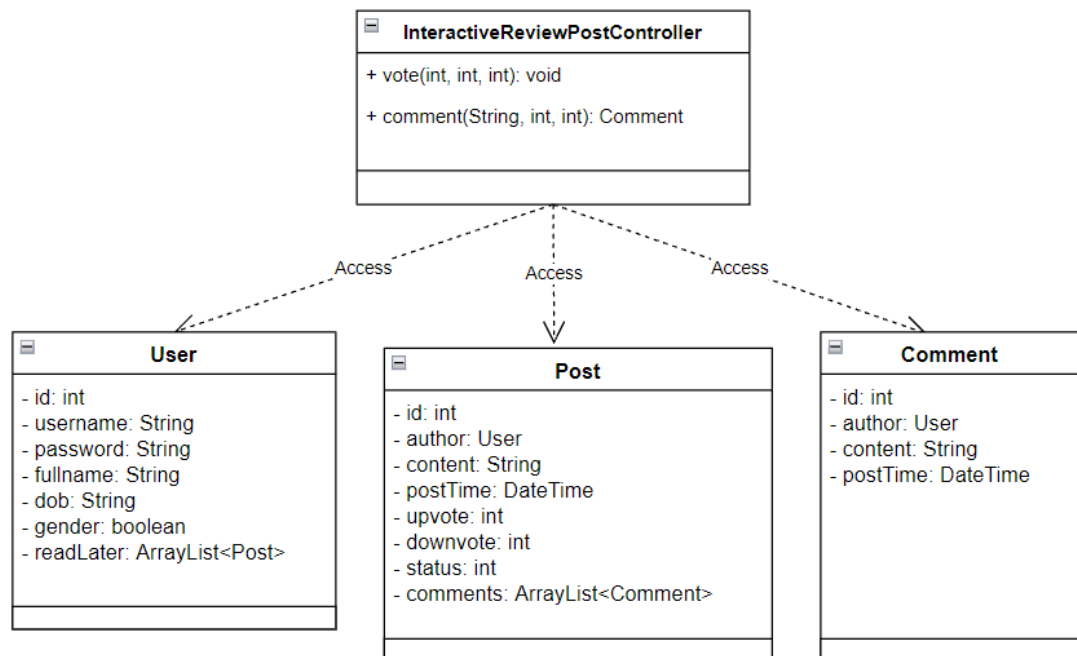 InteractiveReviewPostController
+ vote(int, int, int): void
+ comment(String, int, int): Comment
Access
Access
Access
User
- id: int
- username: String
- password: String
- fullname: String
- dob: String
- gender: boolean
- readLater: ArrayList<Post>
Post
- id: int
- author: User
- content: String
- postTime: DateTime
- upvote: int
- downvote: int
- status: int
- comments: ArrayList<Comment>
Comment
- id: int
- author: User
- content: String
- postTime: DateTime